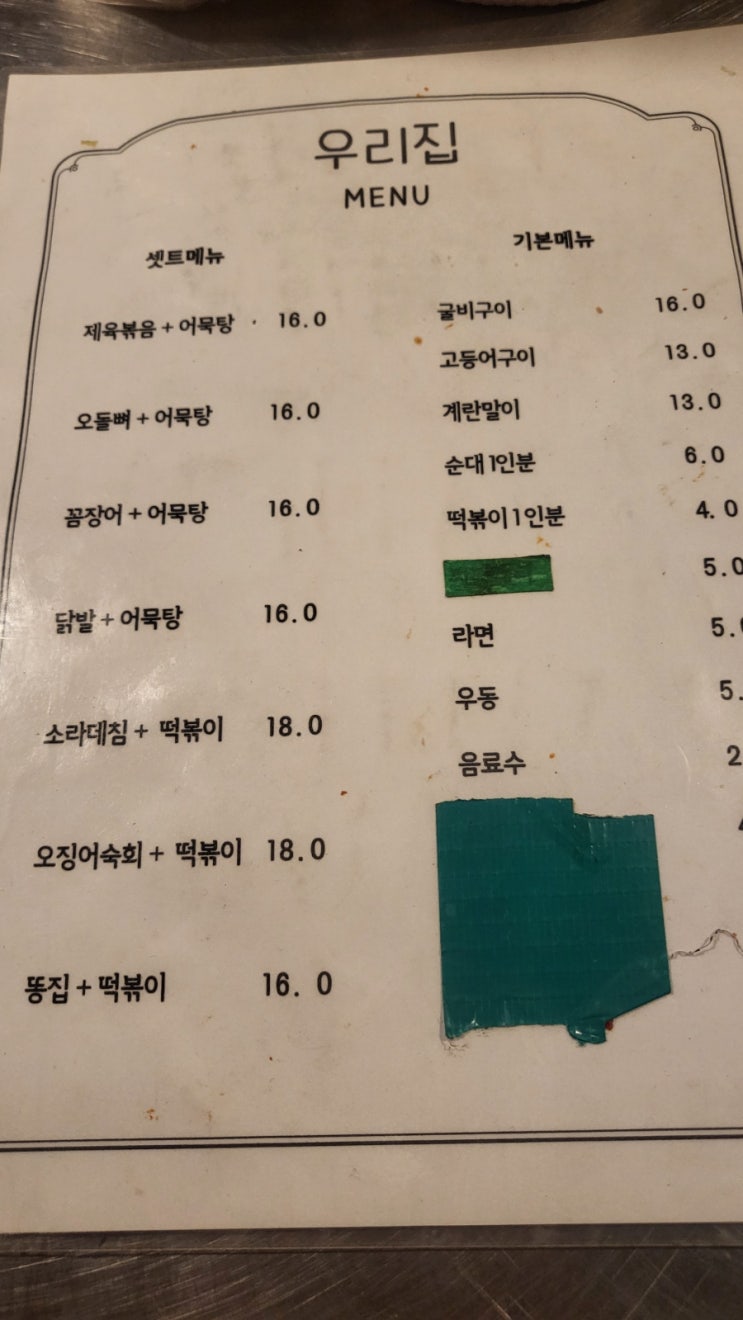 우리집
MENU
셋트메뉴
제육볶음 + 어묵탕 16.0
오돌뼈 + 어묵탕 16.0
꼼장어 + 어묵탕 16.0
닭발 + 어묵탕 16.0
소라데침 + 떡볶이 18.0
오징어숙회 + 떡볶이 18.0
똥집 + 떡볶이 16. 0
기본메뉴
굴비구이 16.0
고등어구이 13.0
계란말이 13.0
순대 1인분 6.0
떡볶이 1인분 4. 0
5.0
라면 5.
우동 5.
음료수 2